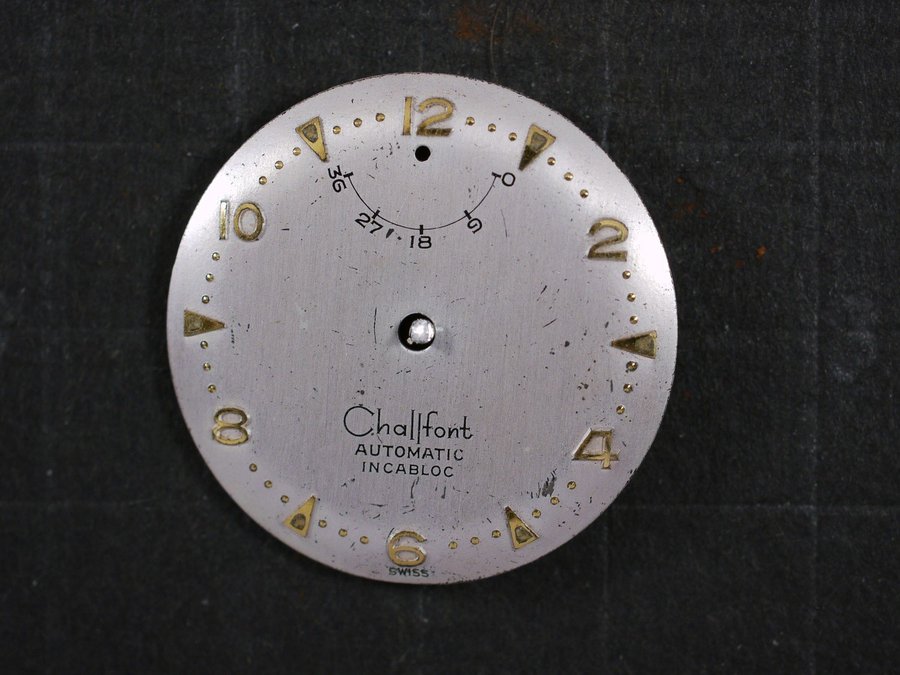 12
36
0
27
18
9
10
2
8
4
Challfont
AUTOMATIC
INCABLOC
6
SWISS